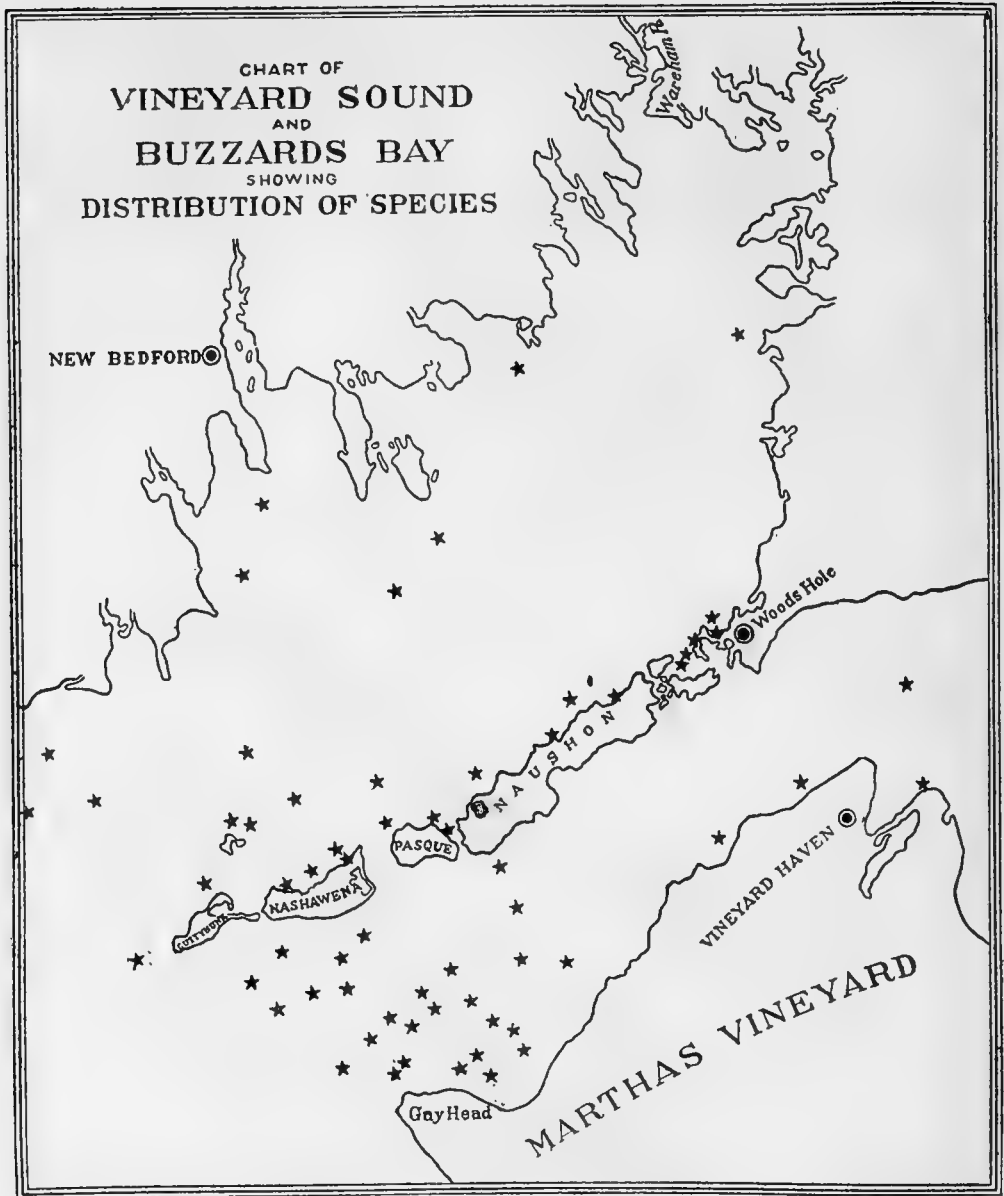 CHART OF
VINEYARD SOUND
AND
BUZZARDS BAY
SHOWING
DISTRIBUTION OF SPECIES
Wareham R.
NEW BEDFORD
Woods Hole
NAUSHON
PASQUE
NASHAWENA
CUTTYHUNK
VINEYARD HAVEN
MARTHAS VINEYARD
Gay Head